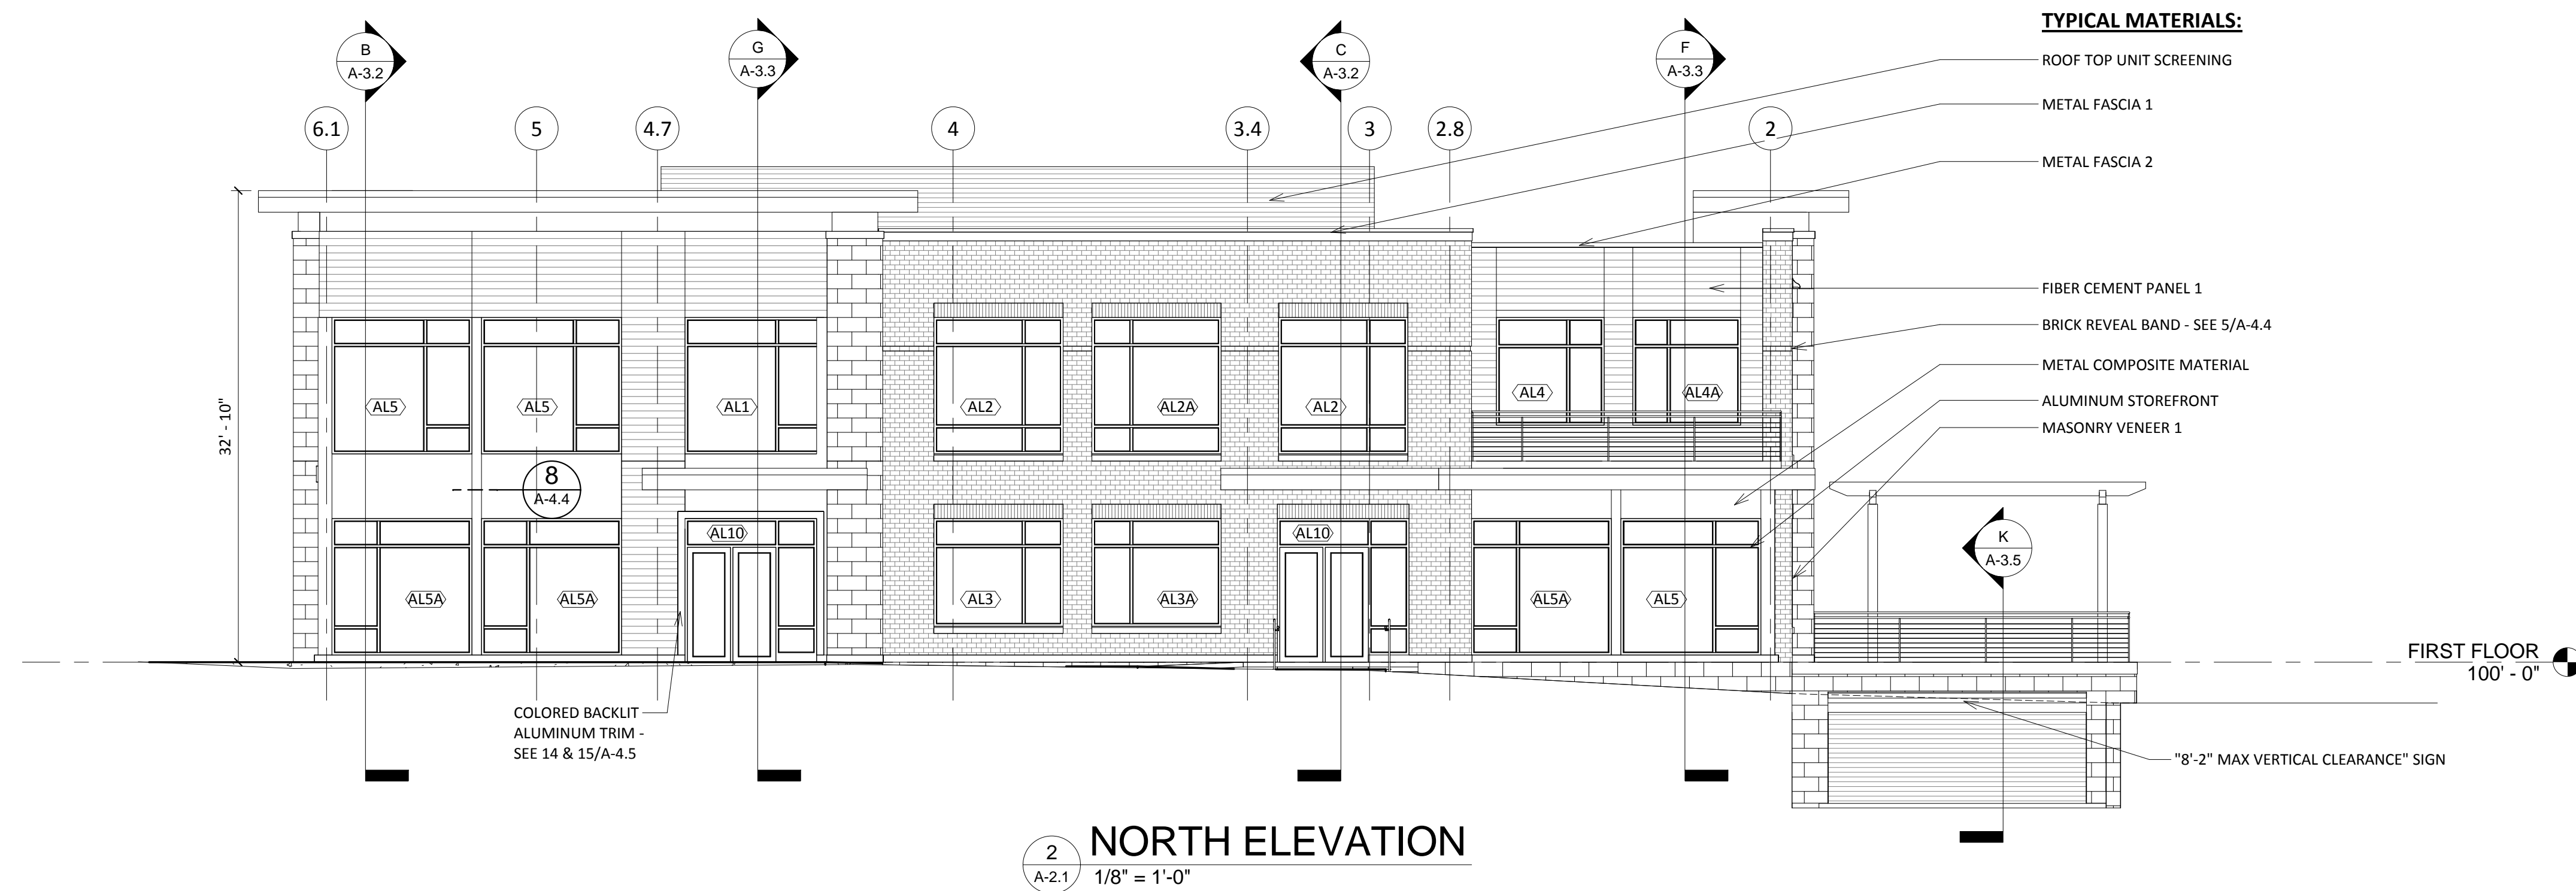 TYPICAL MATERIALS:
B
A-3.2
G
A-3.3
C
A-3.2
F
A-3.3
ROOF TOP UNIT SCREENING
METAL FASCIA 1
6.1
5
4.7
4
3.4
3
2.8
2
METAL FASCIA 2
FIBER CEMENT PANEL 1
BRICK REVEAL BAND - SEE 5/A-4.4
METAL COMPOSITE MATERIAL
ALUMINUM STOREFRONT
MASONRY VENEER 1
32' - 10"
AL5
AL5
AL1
AL2
AL2A
AL2
AL4
AL4A
8
A-4.4
AL10
AL10
K
A-3.5
AL5A
AL5A
AL3
AL3A
AL5A
AL5
FIRST FLOOR
100' - 0"
COLORED BACKLIT
ALUMINUM TRIM -
SEE 14 & 15/A-4.5
"8'-2" MAX VERTICAL CLEARANCE" SIGN
2
A-2.1
NORTH ELEVATION
1/8" = 1'-0"